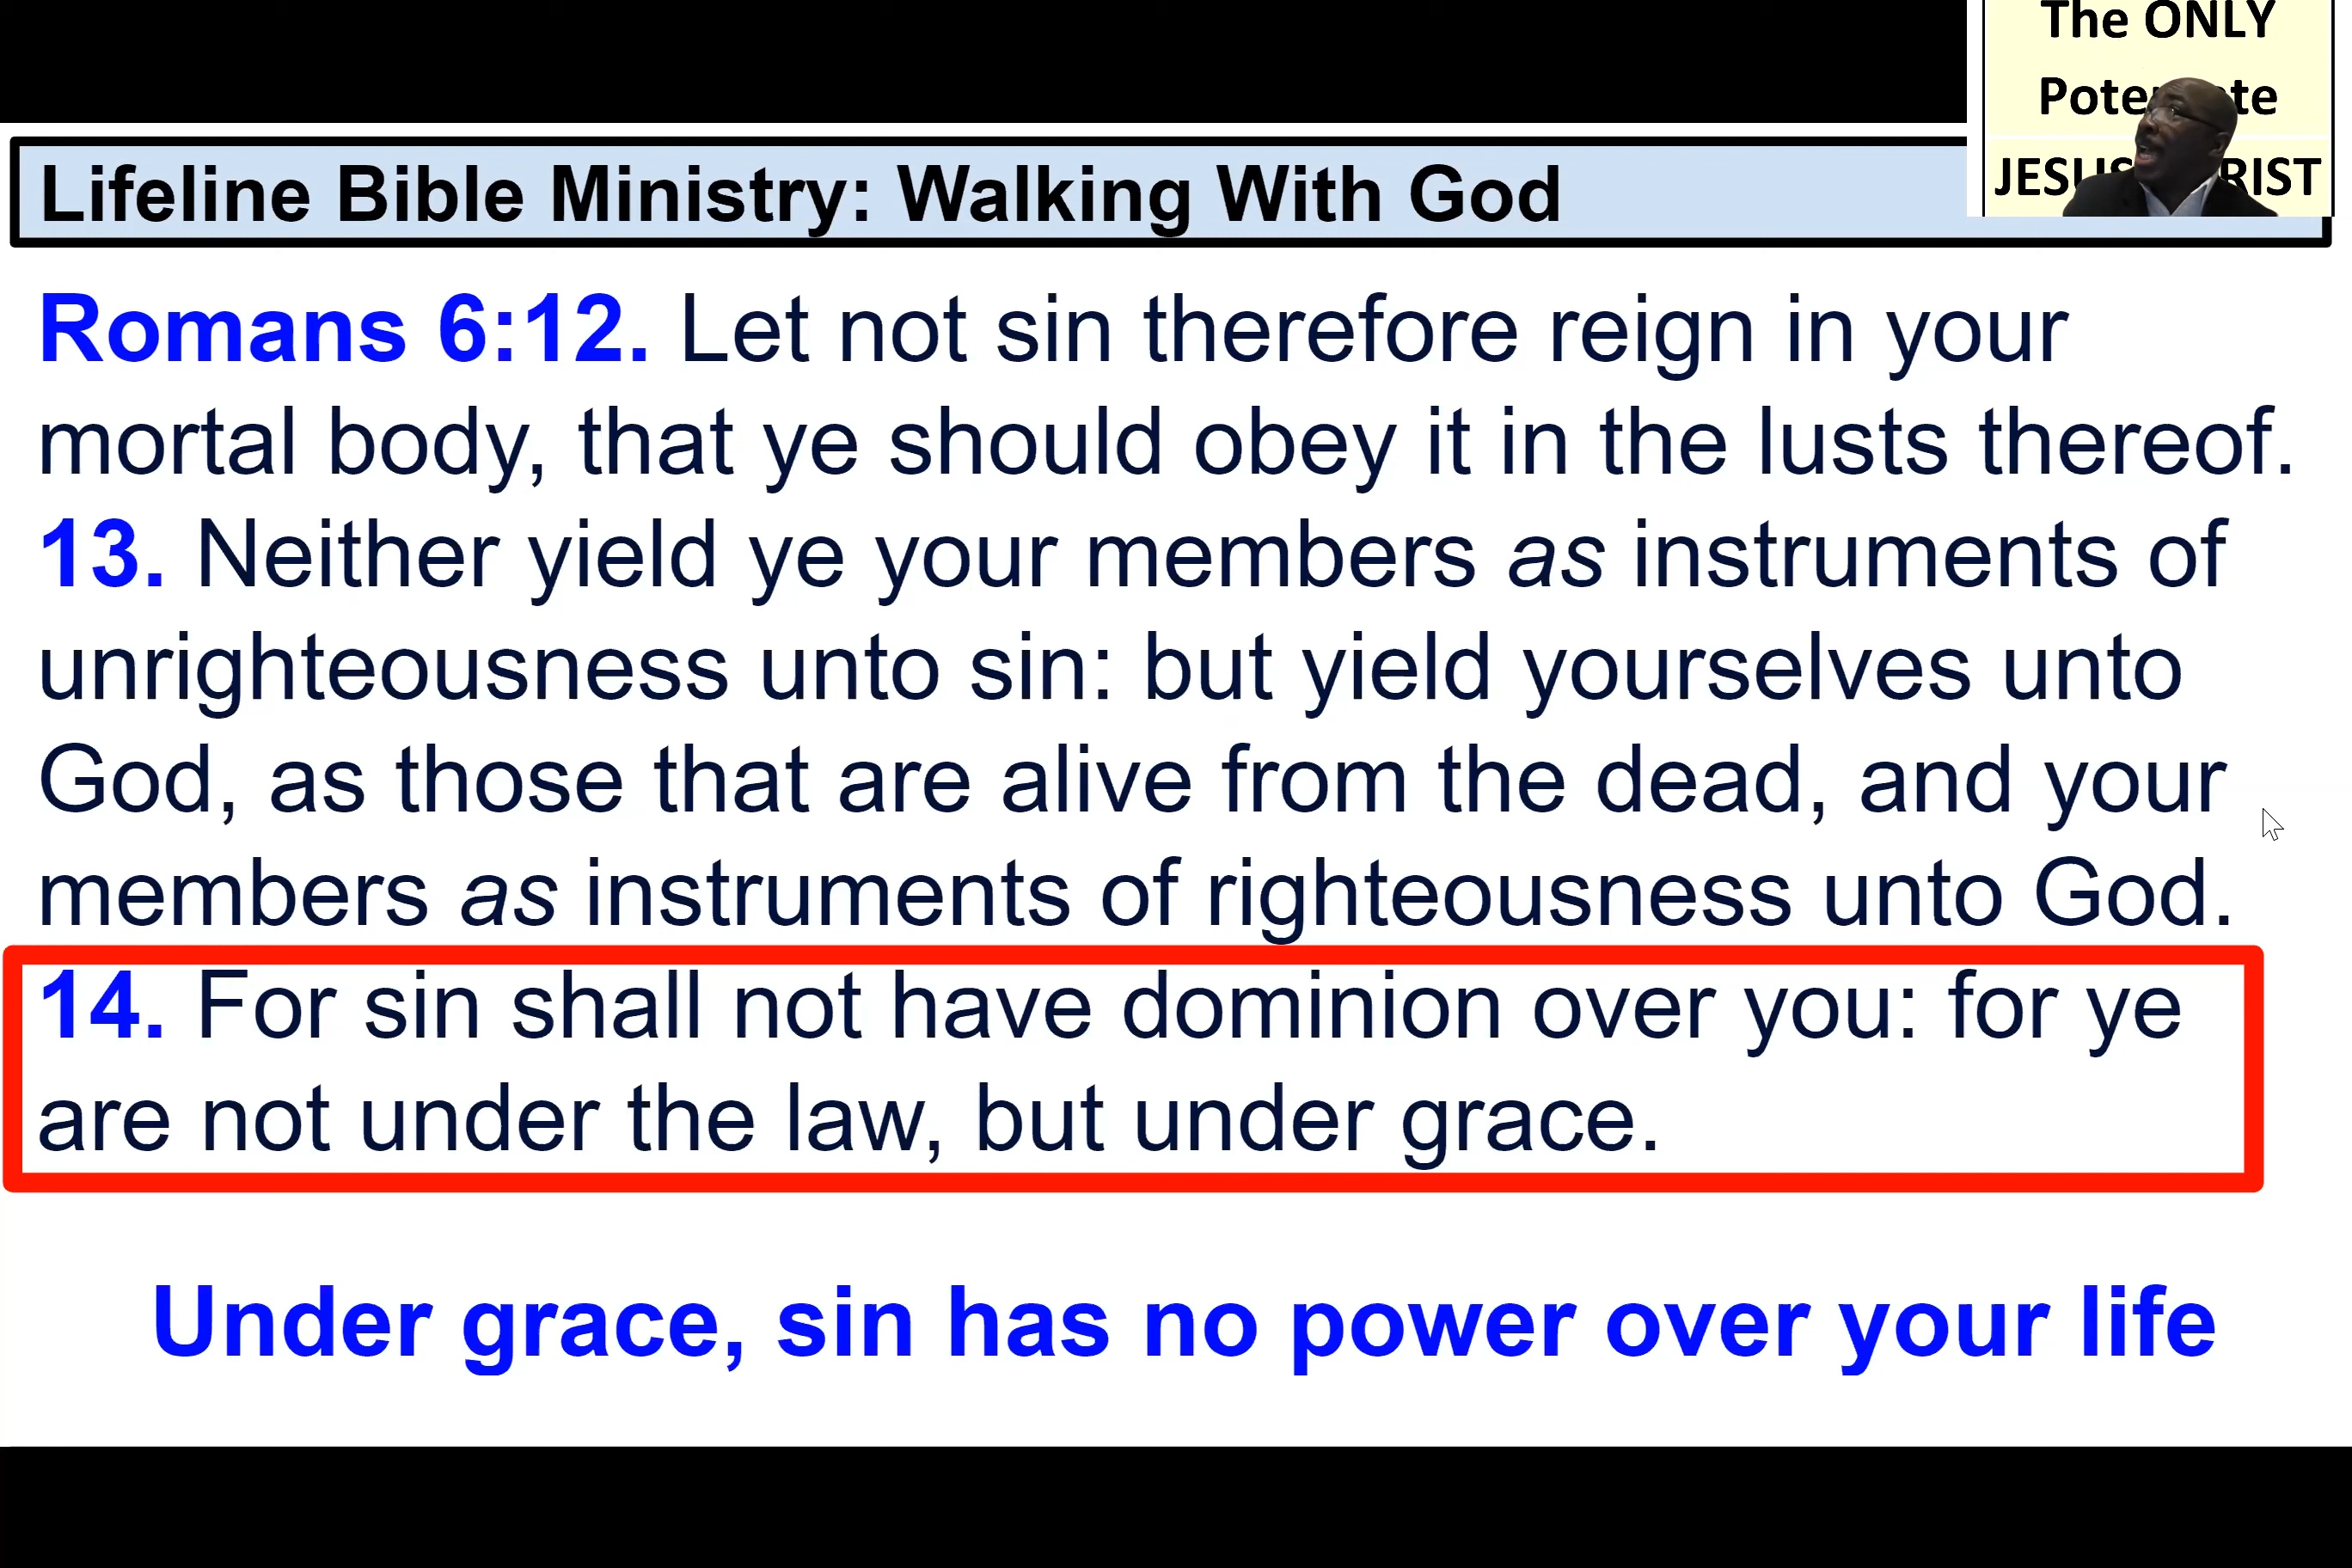 The ONLY
JESUS
Lifeline Bible Ministry: Walking With God
Romans 6:12. Let not sin therefore reign in your
mortal body, that ye should obey it in the lusts thereof.
13. Neither yield ye your members as instruments of
unrighteousness unto sin: but yield yourselves unto
God, as those that are alive from the dead, and your
members as instruments of righteousness unto God.
14. For sin shall not have dominion over you: for ye
are not under the law, but under grace.
Under grace, sin has no power over your life